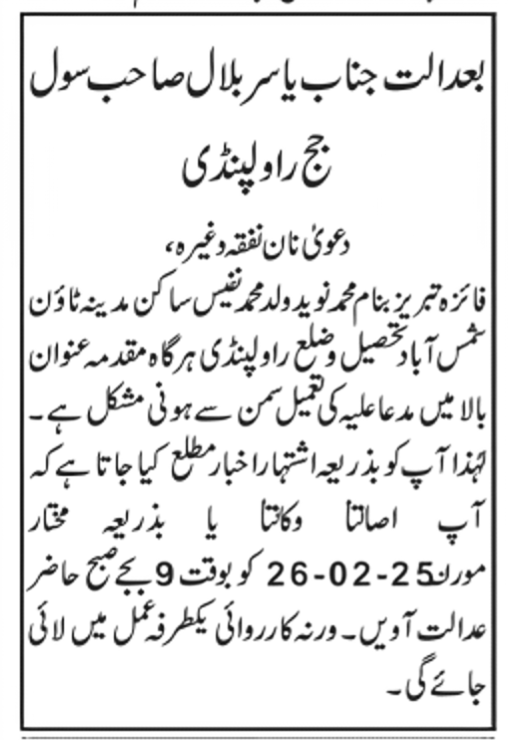 بعدالت جناب یاسر بلال صاحب سول
جج راولپنڈی
دعویٰ نان نفقہ وغیرہ،
فائزہ تبریز بنام محمد نوید ولد محمد نفیس ساکن مدینہ ٹاؤن
شمس آباد تحصیل و ضلع راولپنڈی ہرگاہ مقدمہ عنوان
بالا میں مدعا علیہ کی تعمیل سمن سے ہونی مشکل ہے۔
لہٰذا آپ کو بذریعہ اشتہار اخبار مطلع کیا جاتا ہے کہ
آپ اصالتاً وکالتاً یا بذریعہ مختار
مورخہ 25-02-26 کو بوقت 9 بجے صبح حاضر
عدالت آویں۔ ورنہ کارروائی یکطرفہ عمل میں لائی
جائے گی۔